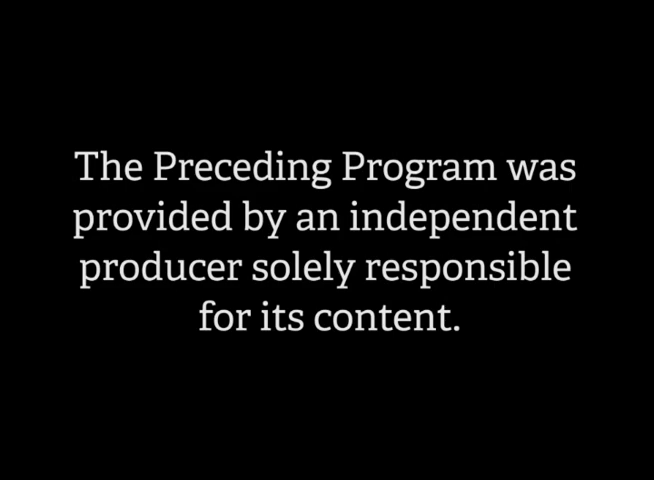 The Preceding Program was
provided by an independent
producer solely responsible
for its content.